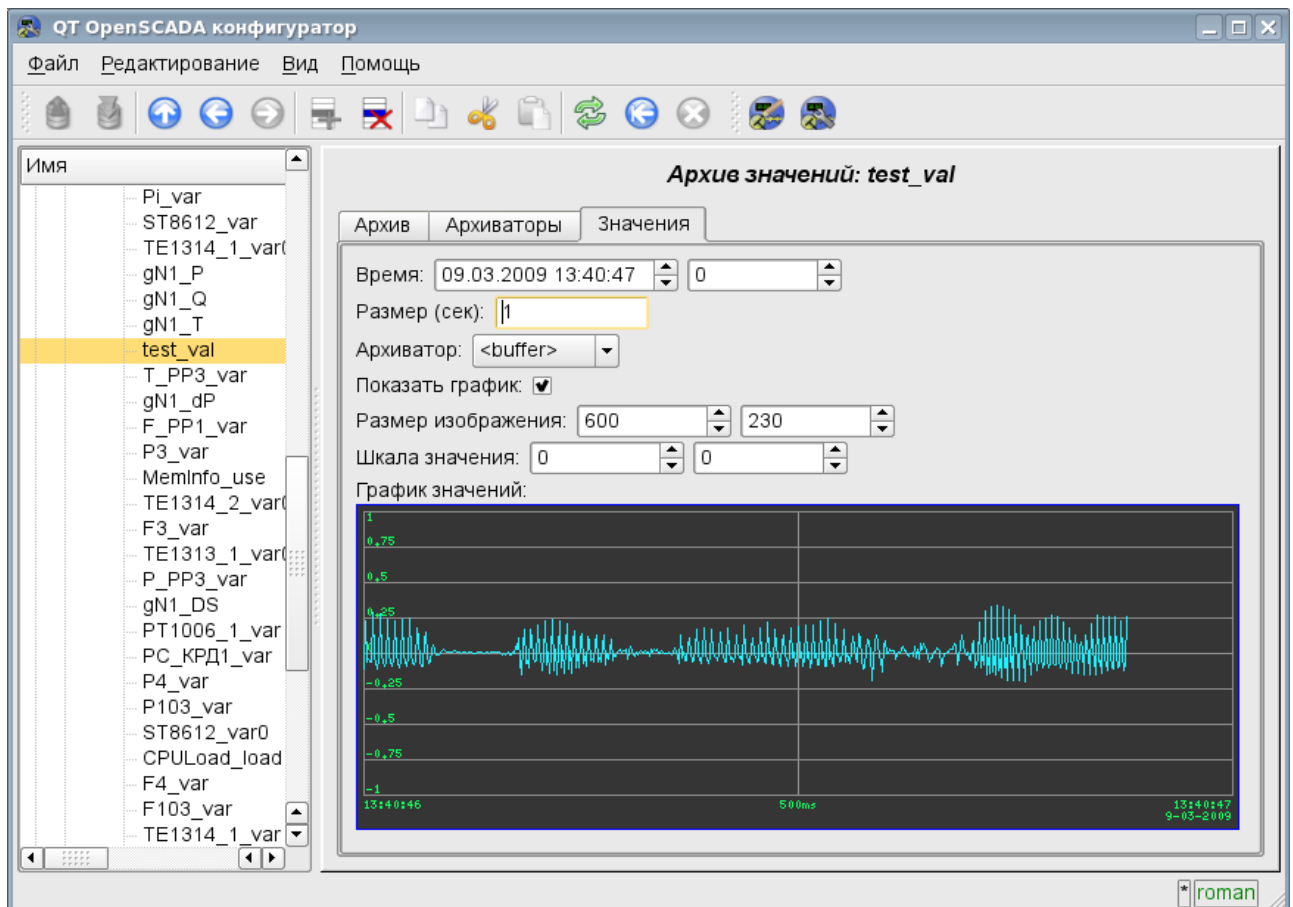 QT OpenSCADA конфигуратор
Файл Редактирование Вид Помощь
Имя
Pi_var
ST8612_var
TE1314_1_var(
gN1_P
gN1_Q
gN1_T
test_val
T_PP3_var
gN1_dP
F_PP1_var
P3_var
MemInfo_use
TE1314_2_var(
F3_var
TE1313_1_var(
P_PP3_var
gN1_DS
PT1006_1_var
PC_КРД1_var
P4_var
P103_var
ST8612_var0
CPULoad_load
F4_var
F103_var
TE1314_1_var
Архив значений: test_val
Архив Архиваторы Значения
Время: 09.03.2009 13:40:47 0
Размер (сек): 1
Архиватор: <buffer>
Показать график:
Размер изображения: 600 230
Шкала значения: 0 0
График значений:
1
0.75
0.5
0.25
-0.25
-0.5
-0.75
-1
13:40:46 500ms 13:40:47
9-03-2009
* roman